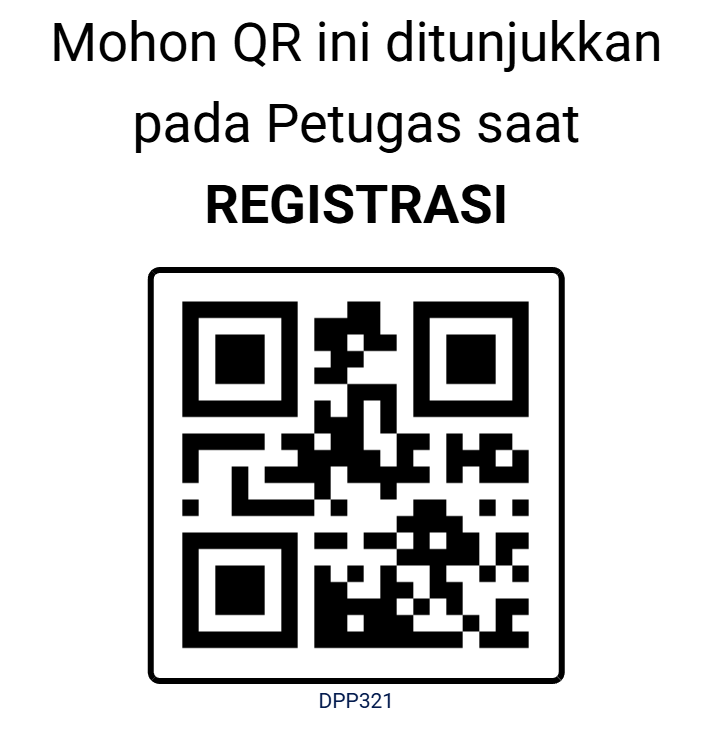 Mohon QR ini ditunjukkan
pada Petugas saat
REGISTRASI
DPP321